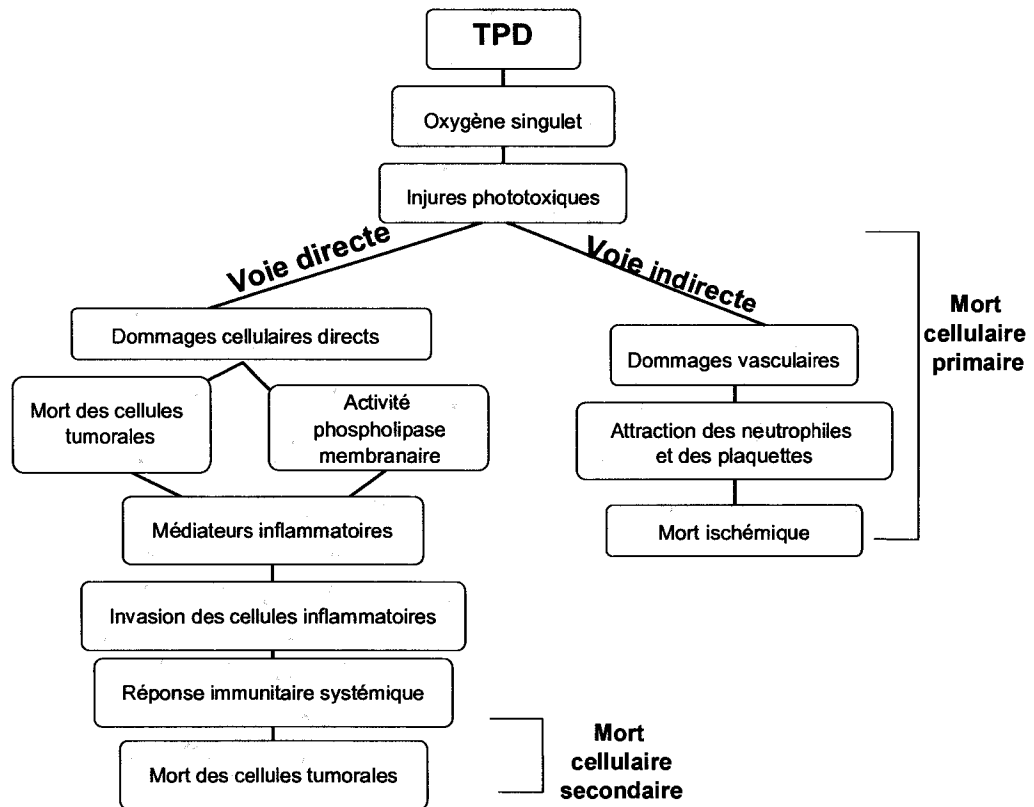 TPD
Oxygène singulet
Injures phototoxiques
Voie directe
Voie indirecte
Dommages cellulaires directs
Mort des cellules
tumorales
Activité
phospholipase
membranaire
Médiateurs inflammatoires
Invasion des cellules inflammatoires
Réponse immunitaire systémique
Mort des cellules tumorales
Dommages vasculaires
Attraction des neutrophiles
et des plaquettes
Mort ischémique
Mort
cellulaire
primaire
Mort
cellulaire
secondaire